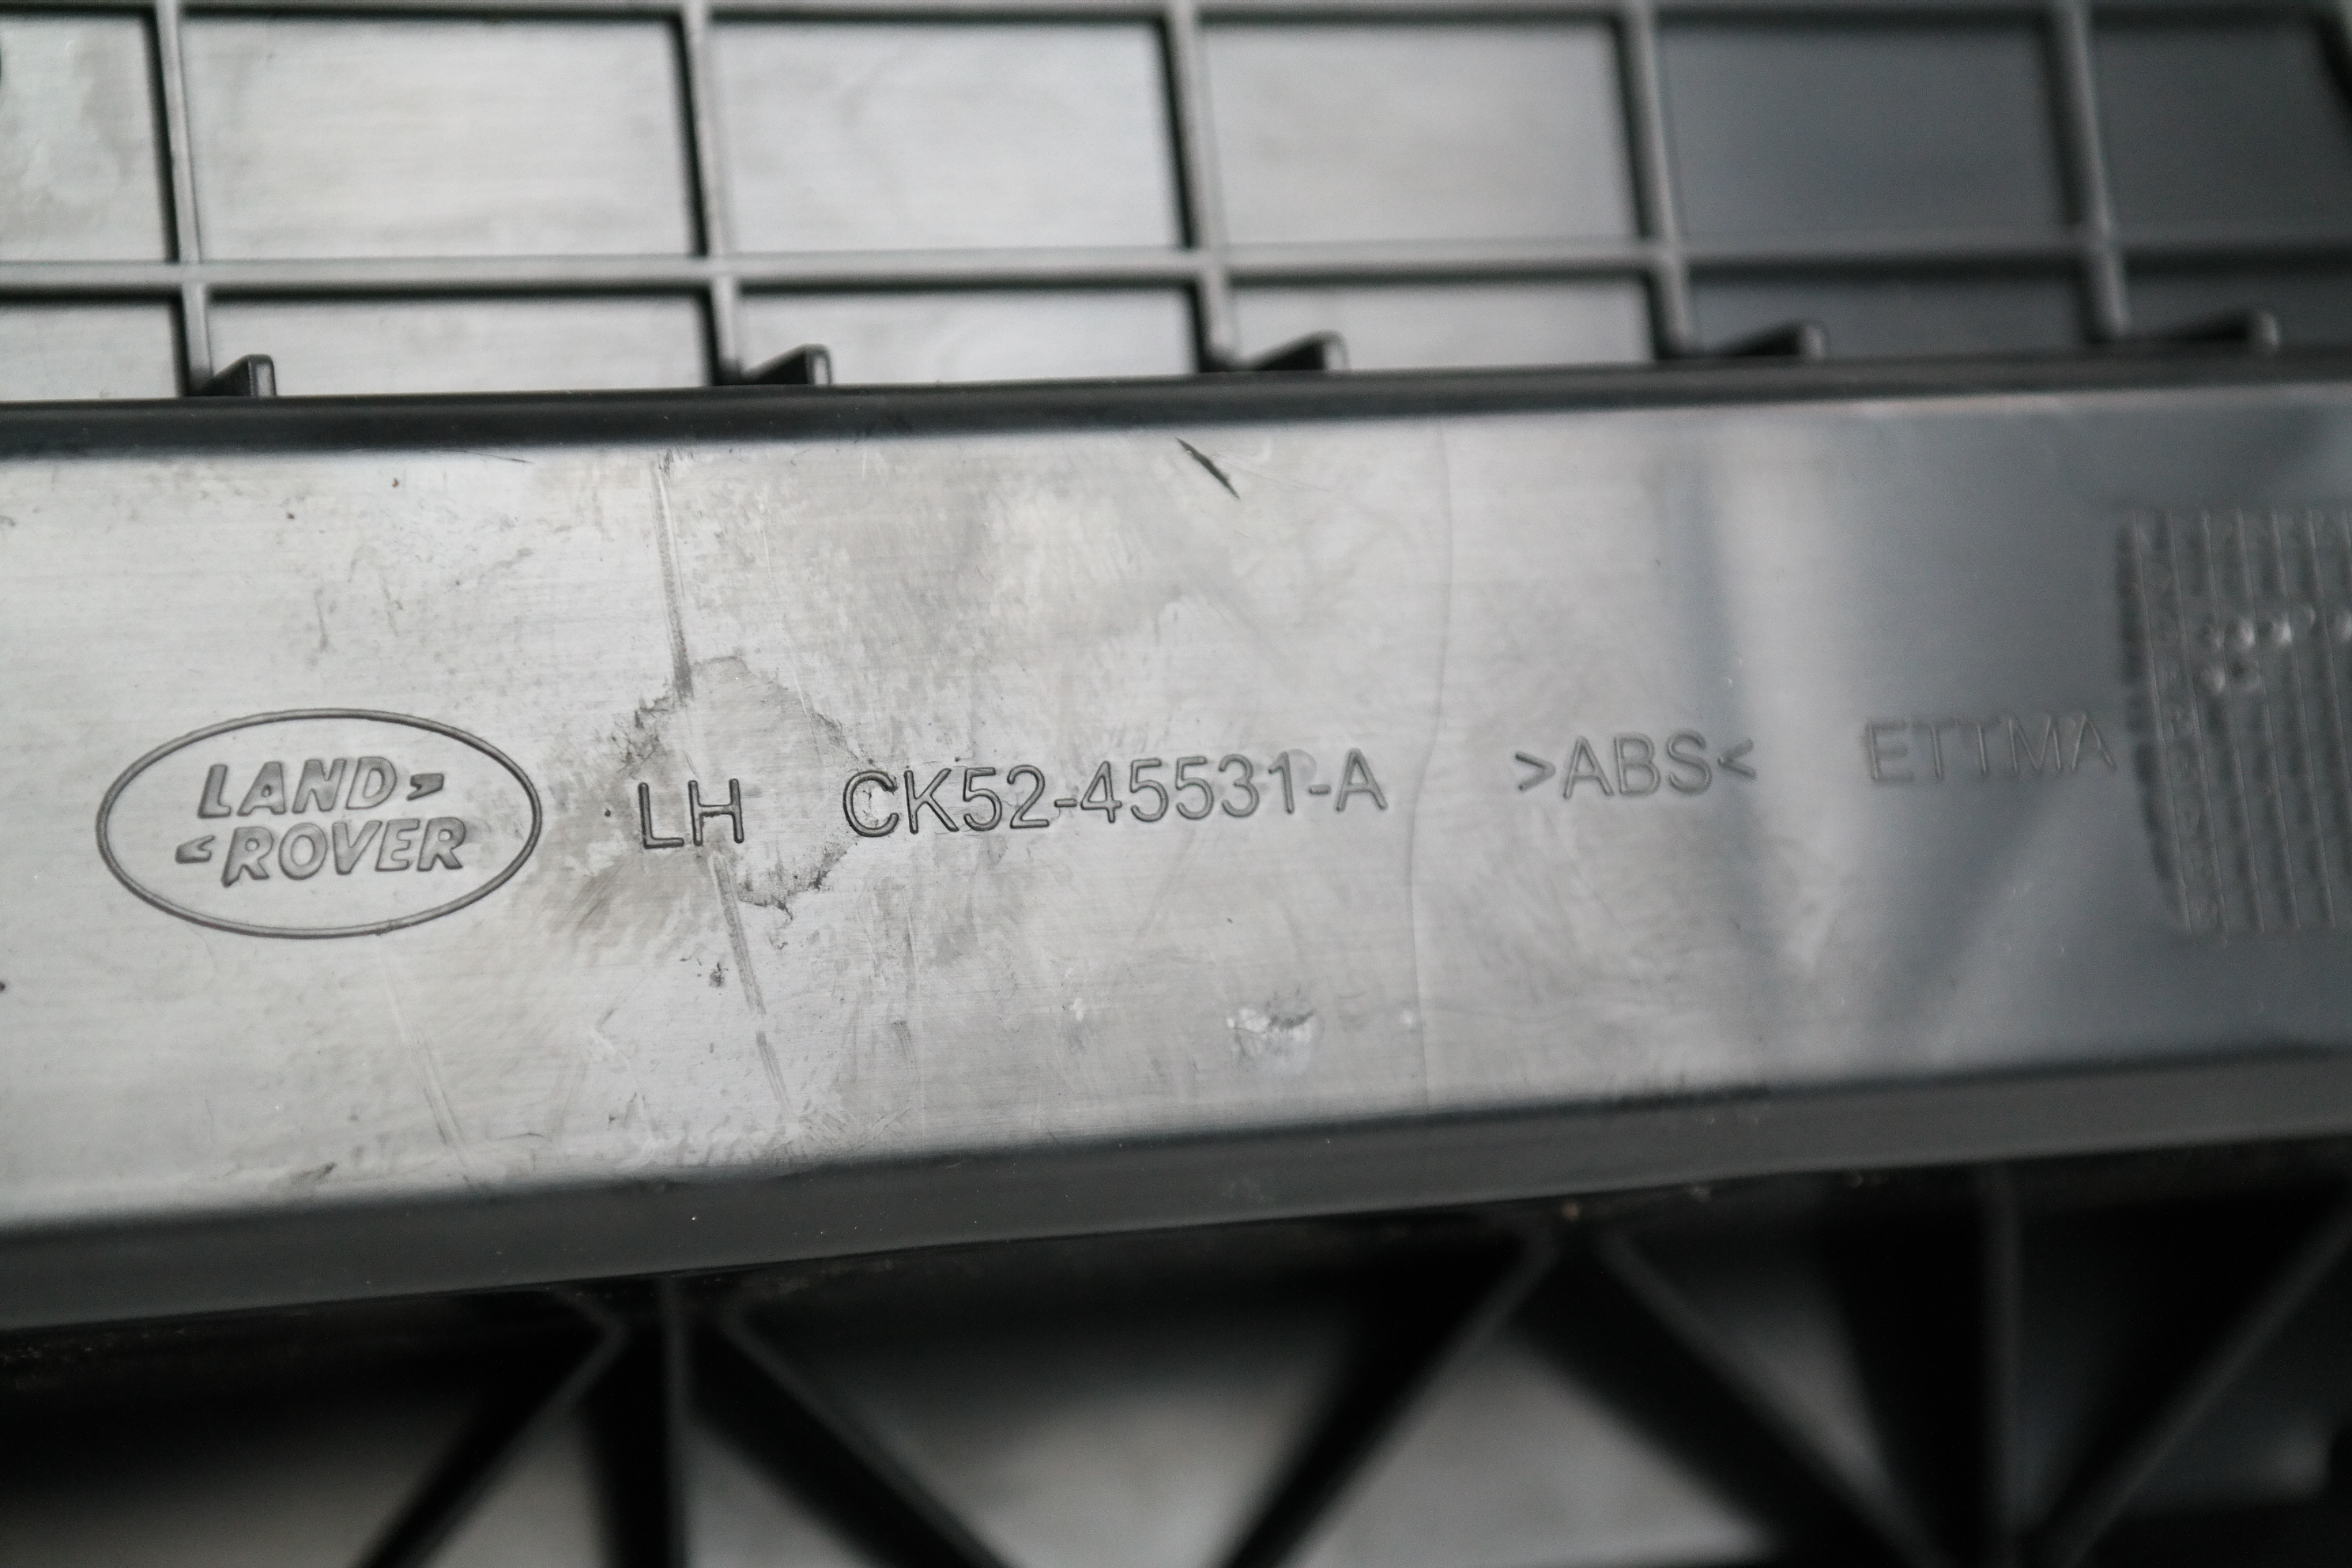 LAND
ROVER
LH CK52-45531-A >ABS< ETTMA